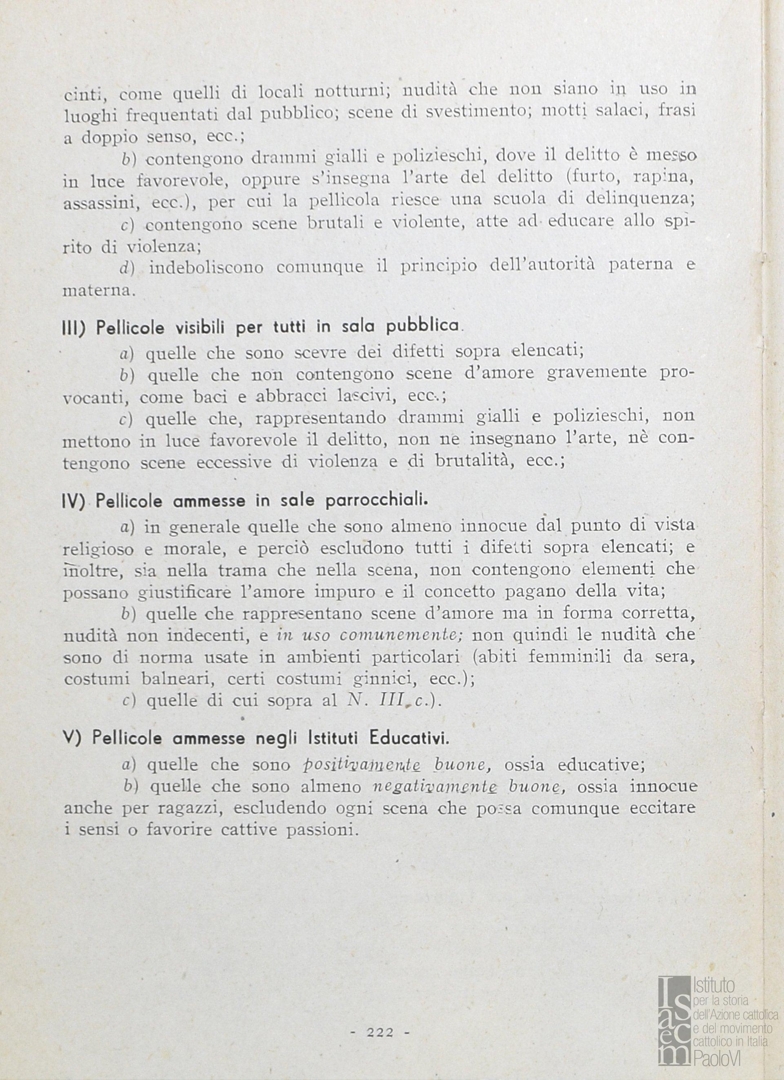 cinti, come quelli di locali notturni; nudità che non siano in uso in
luoghi frequentati dal pubblico; scene di svestimento; motti salaci, frasi
a doppio senso, ecc.;
b) contengono drammi gialli e polizieschi, dove il delitto è messo
in luce favorevole, oppure s'insegna l'arte del delitto (furto, rapina,
assassini, ecc.), per cui la pellicola riesce una scuola di delinquenza;
c) contengono scene brutali e violente, atte ad educare allo spi-
rito di violenza;
d) indeboliscono comunque il principio dell'autorità paterna e
materna.
III) Pellicole visibili per tutti in sala pubblica.
a) quelle che sono scevre dei difetti sopra elencati;
b) quelle che non contengono scene d'amore gravemente pro-
vocanti, come baci e abbracci lascivi, ecc.;
c) quelle che, rappresentando drammi gialli e polizieschi, non
mettono in luce favorevole il delitto, non ne insegnano l'arte, nè con-
tengono scene eccessive di violenza e di brutalità, ecc.;
IV) Pellicole ammesse in sale parrocchiali.
a) in generale quelle che sono almeno innocue dal punto di vista
religioso e morale, e perciò escludono tutti i difetti sopra elencati; e
inoltre, sia nella trama che nella scena, non contengono elementi che
possano giustificare l'amore impuro e il concetto pagano della vita;
b) quelle che rappresentano scene d'amore ma in forma corretta,
nudità non indecenti, e in uso comunemente; non quindi le nudità che
sono di norma usate in ambienti particolari (abiti femminili da sera,
costumi balneari, certi costumi ginnici, ecc.);
c) quelle di cui sopra al N. III, c.).
V) Pellicole ammesse negli Istituti Educativi.
a) quelle che sono positivamente buone, ossia educative;
b) quelle che sono almeno negativamente buone, ossia innocue
anche per ragazzi, escludendo ogni scena che possa comunque eccitare
i sensi o favorire cattive passioni.
- 222 -
Isacem
Istituto
per la storia
dell'Azione cattolica
e del movimento
cattolico in Italia
PaoloVI